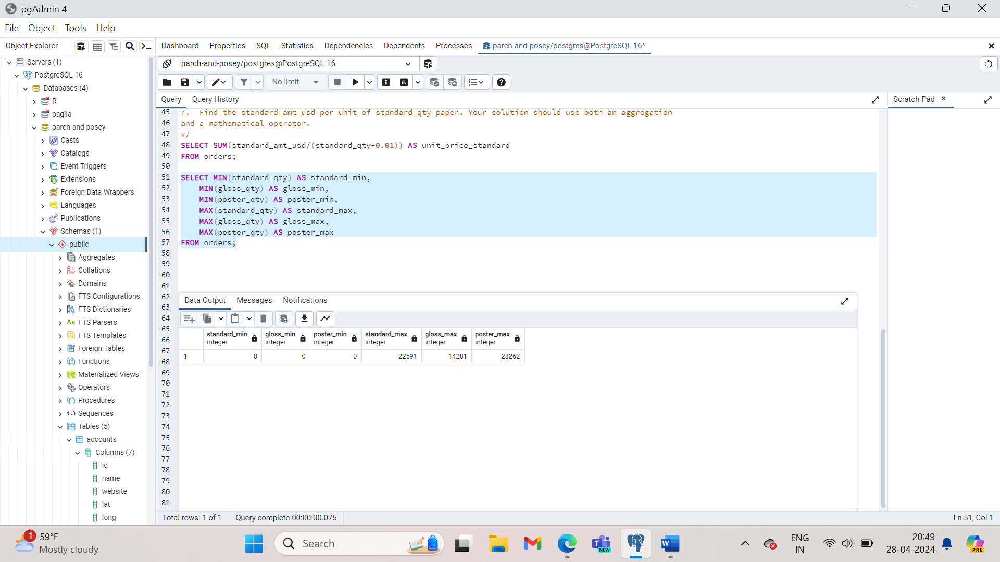 pgAdmin 4
File Object Tools Help
Object Explorer
Dashboard Properties SQL Statistics Dependencies Dependents Processes parch-and-posey/postgres@PostgreSQL 16*
Servers (1)
PostgreSQL 16
Databases (4)
R
pagila
parch-and-posey
Casts
Catalogs
Event Triggers
Extensions
Foreign Data Wrappers
Languages
Publications
Schemas (1)
public
Aggregates
Collations
Domains
FTS Configurations
FTS Dictionaries
Aa FTS Parsers
FTS Templates
Foreign Tables
Functions
Materialized Views
Operators
Procedures
1..3 Sequences
Tables (5)
accounts
Columns (7)
id
name
website
lat
long
parch-and-posey/postgres@PostgreSQL 16
No limit
E
Query Query History
Scratch Pad
45 7. Find the standard_amt_usd per unit of standard_qty paper. Your solution should use both an aggregation
46 and a mathematical operator.
47 */
48 SELECT SUM(standard_amt_usd/(standard_qty+0.01)) AS unit_price_standard
49 FROM orders;
50
51 SELECT MIN(standard_qty) AS standard_min,
52 MIN(gloss_qty) AS gloss_min,
53 MIN(poster_qty) AS poster_min,
54 MAX(standard_qty) AS standard_max,
55 MAX(gloss_qty) AS gloss_max,
56 MAX(poster_qty) AS poster_max
57 FROM orders;
58
59
60
61
62
63
64
65
66
67
68
69
70
71
72
73
74
75
76
77
78
79
80
81
Data Output Messages Notifications
standard_min gloss_min poster_min standard_max gloss_max poster_max
integer integer integer integer integer integer
1 0 0 0 22591 14281 28262
Total rows: 1 of 1 Query complete 00:00:00.075
Ln 51, Col 1
1
59°F
Mostly cloudy
Search
NEW
ENG
IN
20:49
28-04-2024
PRE